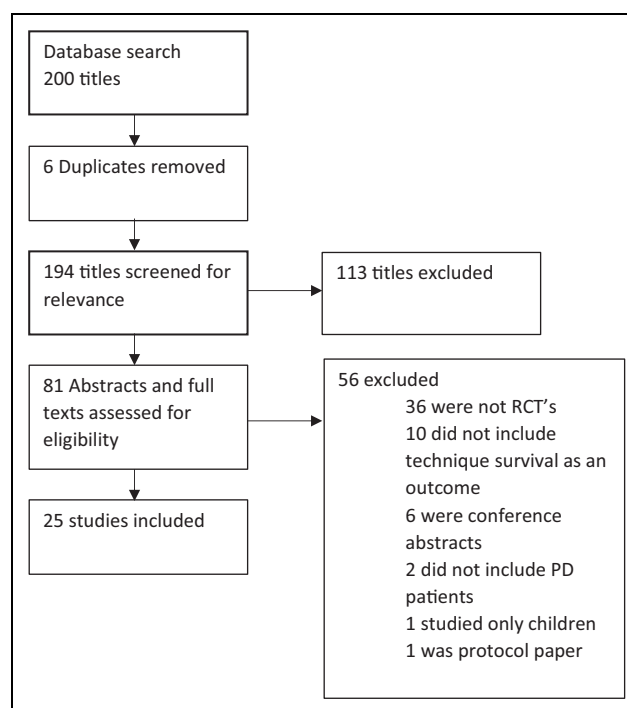 Database search
200 titles
6 Duplicates removed
194 titles screened for
relevance
113 titles excluded
81 Abstracts and full
texts assessed for
eligibility
56 excluded
36 were not RCT's
10 did not include
technique survival as an
outcome
6 were conference
abstracts
2 did not include PD
patients
1 studied only children
1 was protocol paper
25 studies included